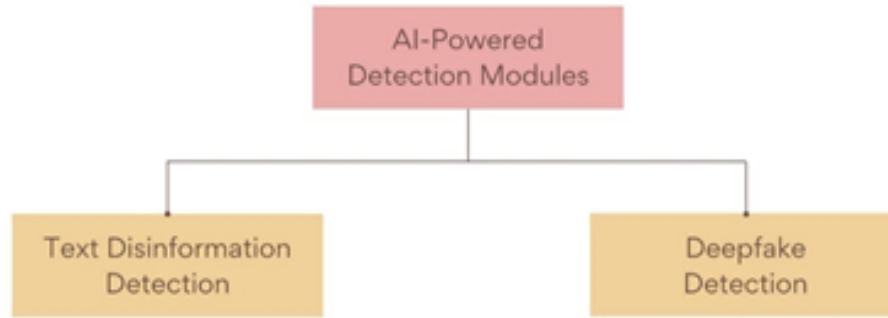 AI-Powered
Detection Modules
Text Disinformation
Detection
Deepfake
Detection